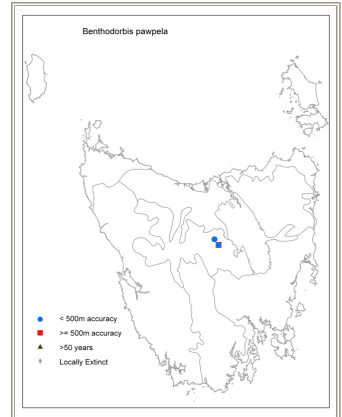 Benthodorbis pawpela
< 500m accuracy
>= 500m accuracy
>50 years
Locally Extinct